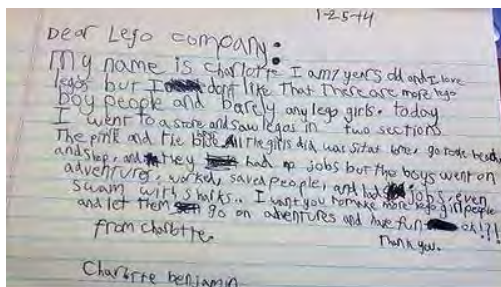 1-25-14
Dear Lego company:
My name is Charlotte. I am 7 years old and I love
legos but I dont like that there are more lego
boy people and barely any lego girls. today
I went to a store and saw legos in two sections
The pink and the blue. All the girls did was sit at home, go to the beach,
and shop, and they had no jobs but the boys went on
adventures, worked, saved people, and had jobs, even
swam with sharks. I want you to make more lego girl people
and let them go on adventures and have fun ok!?!
Thank you.
from Charlotte.
Charlotte benjamin